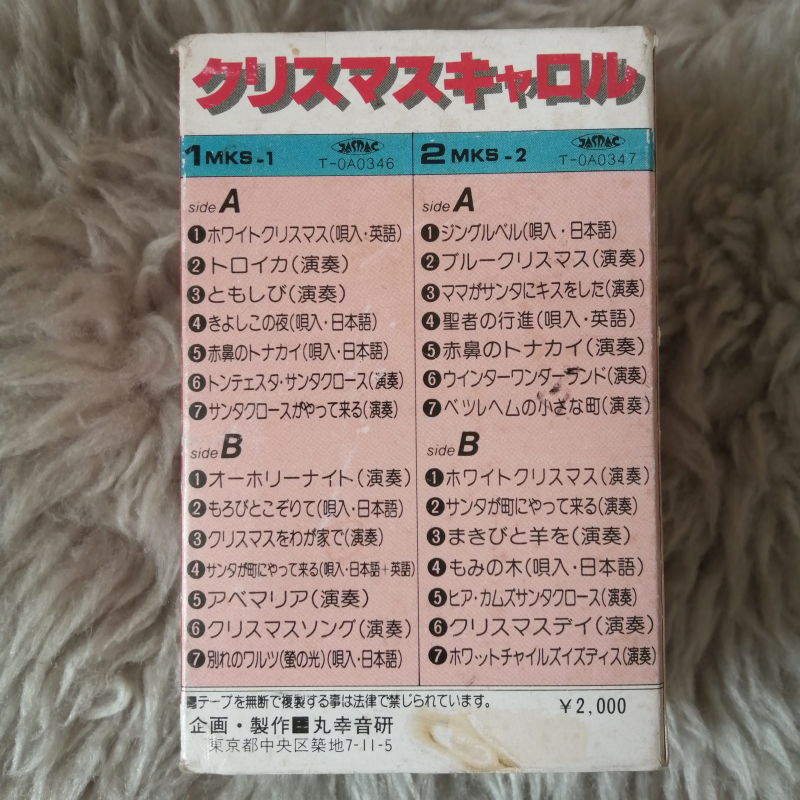 クリスマスキャロル
1 MKS-1 JASRAC T-0A0346
side A
❶ホワイトクリスマス(唄入・英語)
❷トロイカ(演奏)
❸ともしび(演奏)
❹きよしこの夜(唄入・日本語)
❺赤鼻のトナカイ(唄入・日本語)
❻トンテェスタ・サンタクロース(演奏)
❼サンタクロースがやって来る(演奏)
side B
❶オーホリーナイト(演奏)
❷もろびとこぞりて(唄入・日本語)
❸クリスマスをわが家で(演奏)
❹サンタが町にやって来る(唄入・日本語+英語)
❺アベマリア(演奏)
❻クリスマスソング(演奏)
❼別れのワルツ(螢の光)(唄入・日本語)
2 MKS-2 JASRAC T-0A0347
side A
❶ジングルベル(唄入・日本語)
❷ブルークリスマス(演奏)
❸ママがサンタにキスをした(演奏)
❹聖者の行進(唄入・英語)
❺赤鼻のトナカイ(演奏)
❻ウインターワンダーランド(演奏)
❼ベツレヘムの小さな町(演奏)
side B
❶ホワイトクリスマス(演奏)
❷サンタが町にやって来る(演奏)
❸まきびと羊を(演奏)
❹もみの木(唄入・日本語)
❺ヒア・カムズサンタクロース(演奏)
❻クリスマスデイ(演奏)
❼ホワットチャイルズイズディス(演奏)
テープを無断で複製する事は法律で禁じられています。
¥2,000
企画・製作 丸幸音研
東京都中央区築地7-11-5